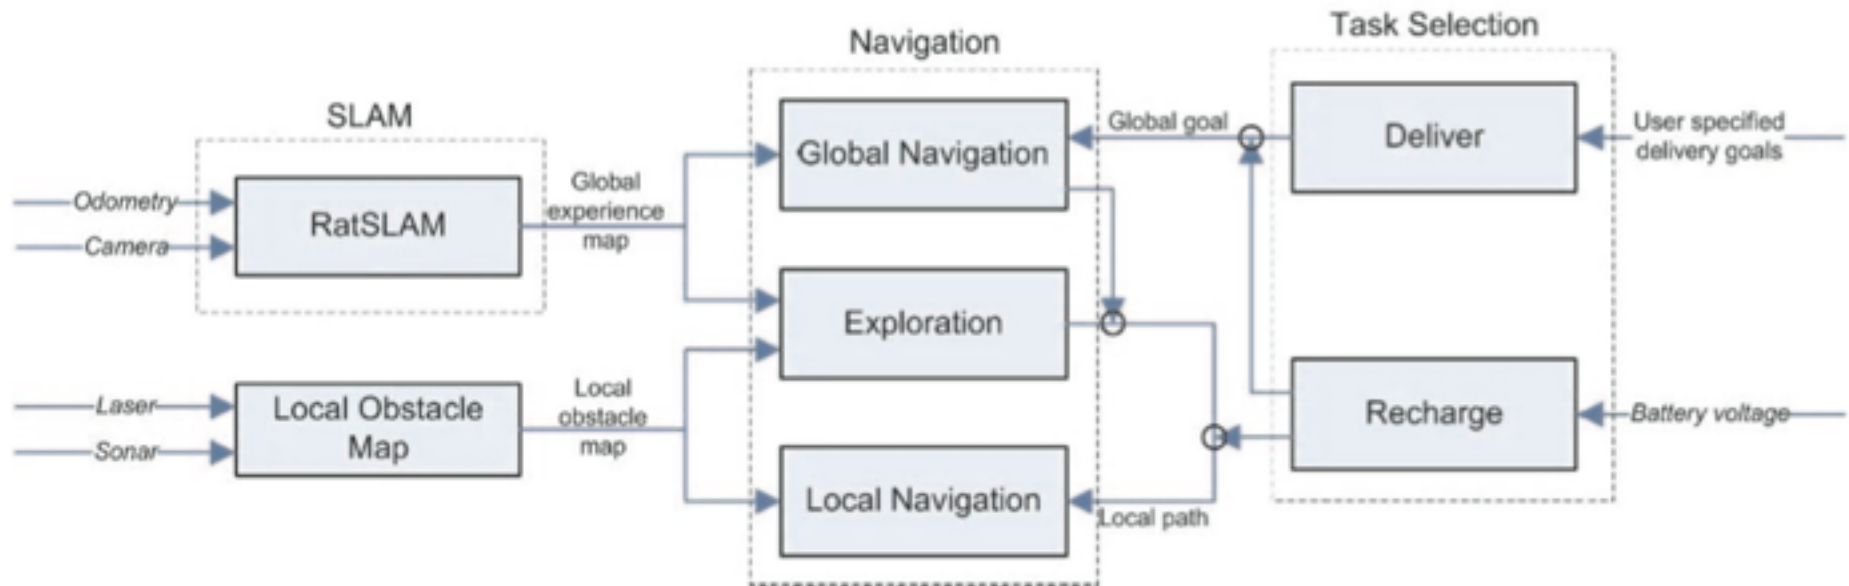 Task Selection
Navigation
SLAM
Global Navigation
Global goal
Deliver
User specified
delivery goals
Odometry
Camera
RatSLAM
Global
experience
map
Exploration
Laser
Sonar
Local Obstacle
Map
Local
obstacle
map
Recharge
Battery voltage
Local Navigation
Local path